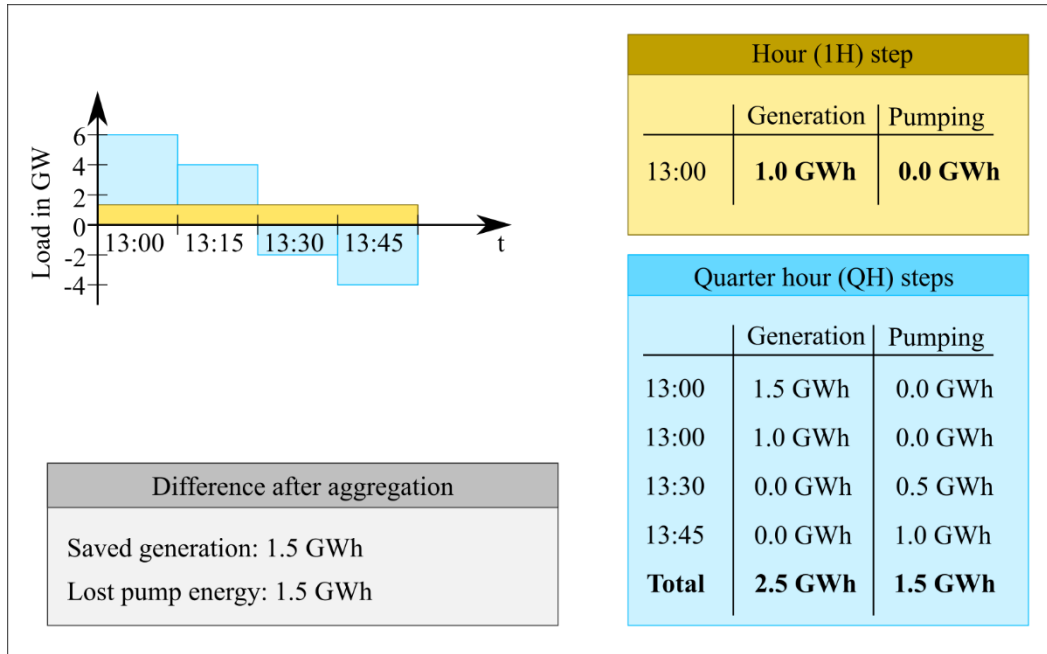 Load in GW
6
4
2
0
-2
-4
13:00 13:15 13:30 13:45
t
Hour (1H) step
Generation Pumping
13:00 1.0 GWh 0.0 GWh
Quarter hour (QH) steps
Generation Pumping
13:00 1.5 GWh 0.0 GWh
13:00 1.0 GWh 0.0 GWh
13:30 0.0 GWh 0.5 GWh
13:45 0.0 GWh 1.0 GWh
Total 2.5 GWh 1.5 GWh
Difference after aggregation
Saved generation: 1.5 GWh
Lost pump energy: 1.5 GWh